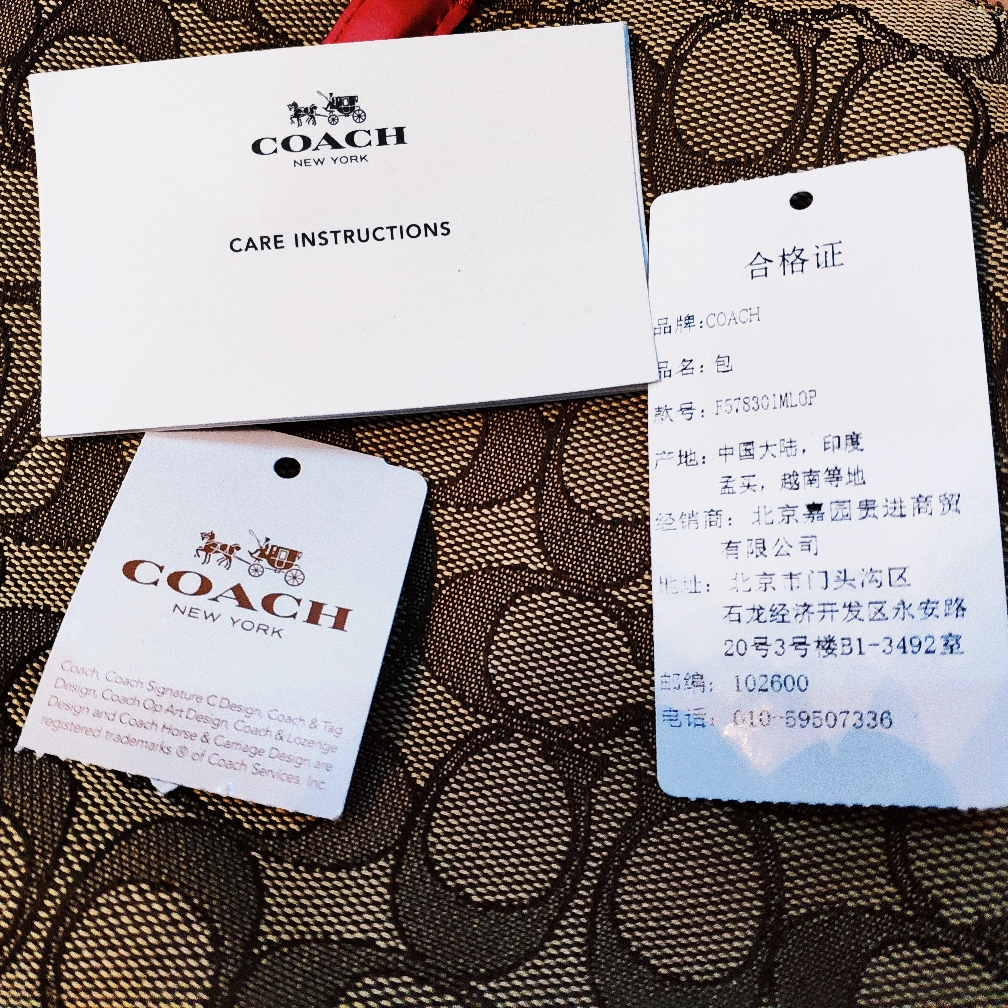 COACH
NEW YORK
CARE INSTRUCTIONS
合格证
品牌:COACH
品名:包
款号:F578301MLOP
产地:中国大陆,印度
孟买,越南等地
经销商:北京嘉园贵进商贸
有限公司
地址:北京市门头沟区
石龙经济开发区永安路
20号3号楼B1-3492室
邮编:102600
电话:010-59507336
COACH
NEW YORK
Coach, Coach Signature C Design, Coach & Tag
Design, Coach Op Art Design, Coach & Lozenge
Design and Coach Horse & Carriage Design are
registered trademarks ® of Coach Services, Inc.